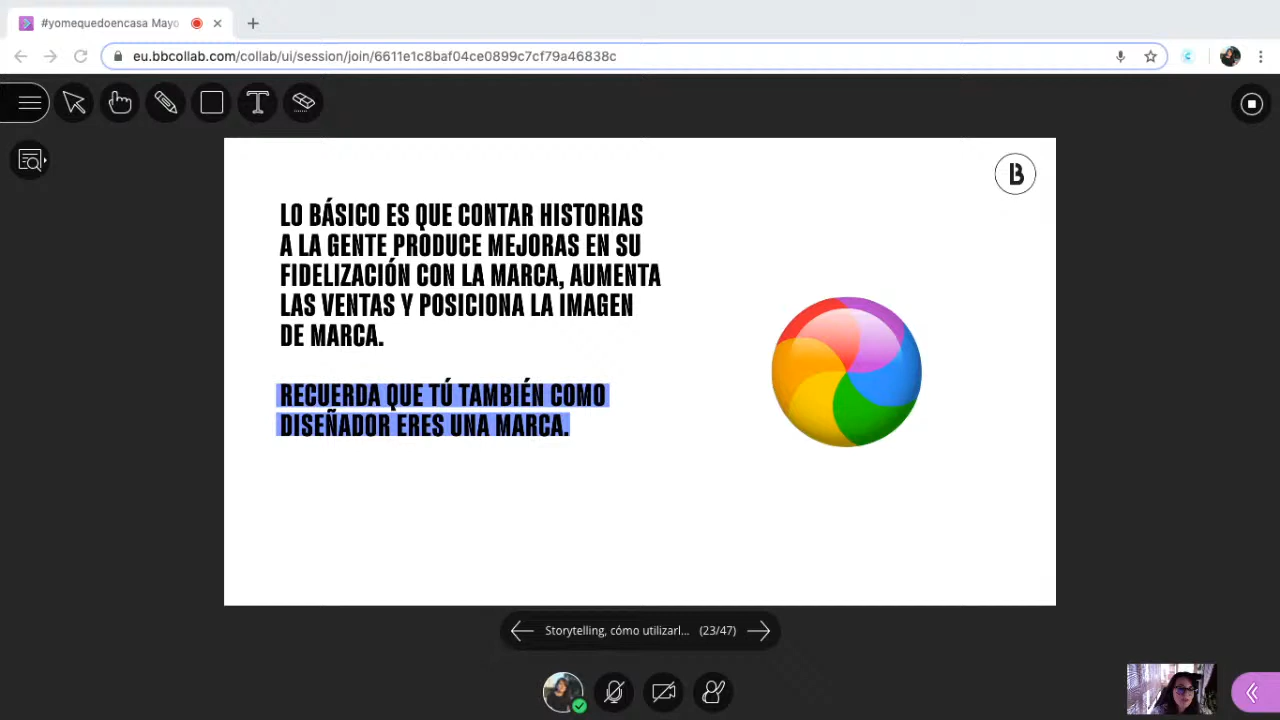 #yomequedoencasa Mayo
eu.bbcollab.com/collab/ui/session/join/6611e1c8baf04ce0899c7cf79a46838c
B
LO BÁSICO ES QUE CONTAR HISTORIAS
A LA GENTE PRODUCE MEJORAS EN SU
FIDELIZACIÓN CON LA MARCA, AUMENTA
LAS VENTAS Y POSICIONA LA IMAGEN
DE MARCA.
RECUERDA QUE TÚ TAMBIÉN COMO
DISEÑADOR ERES UNA MARCA.
Storytelling, cómo utilizarl... (23/47)